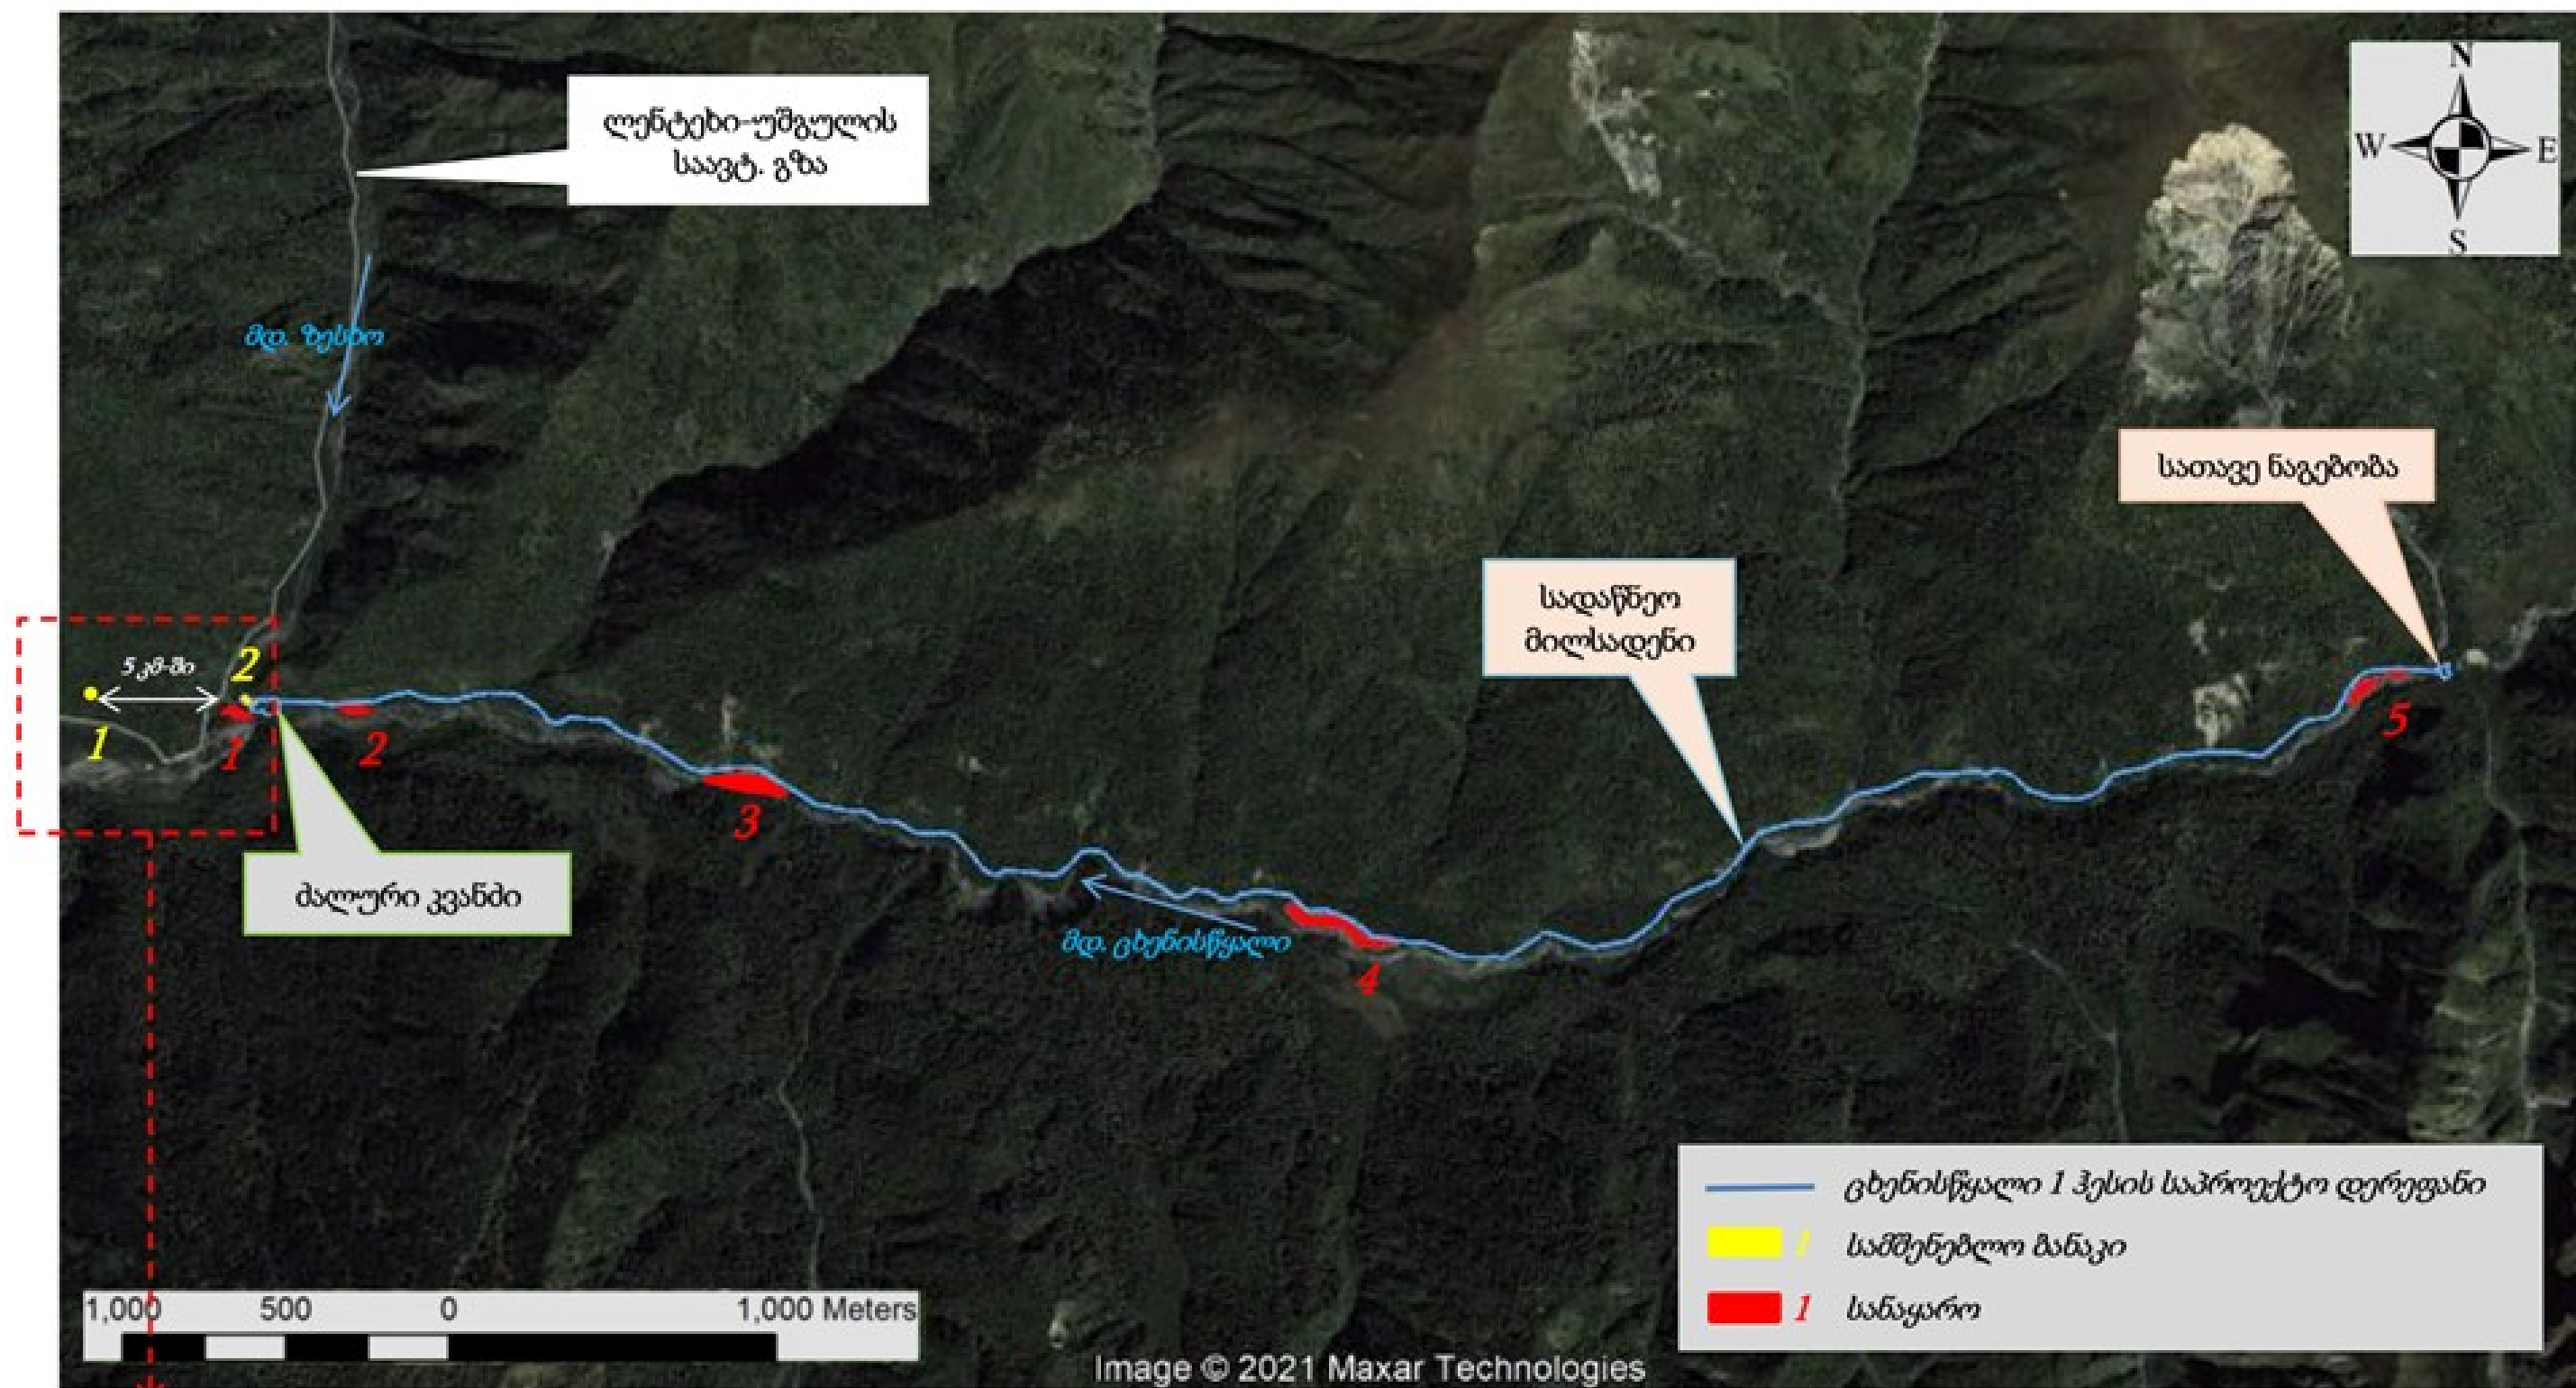 ლენტეხი-უშგულის
საავტ. გზა
N
W
E
S
მდ. ზესხო
სათავე ნაგებობა
სადაწნეო
მილსადენი
5 კმ-ში
2
1
1
2
3
4
5
ძალური კვანძი
მდ. ცხენისწყალი
ცხენისწყალი 1 ჰესის საპროექტო დერეფანი
1 სამშენებლო ბანაკი
1 სანაყარო
1,000 500 0 1,000 Meters
Image © 2021 Maxar Technologies